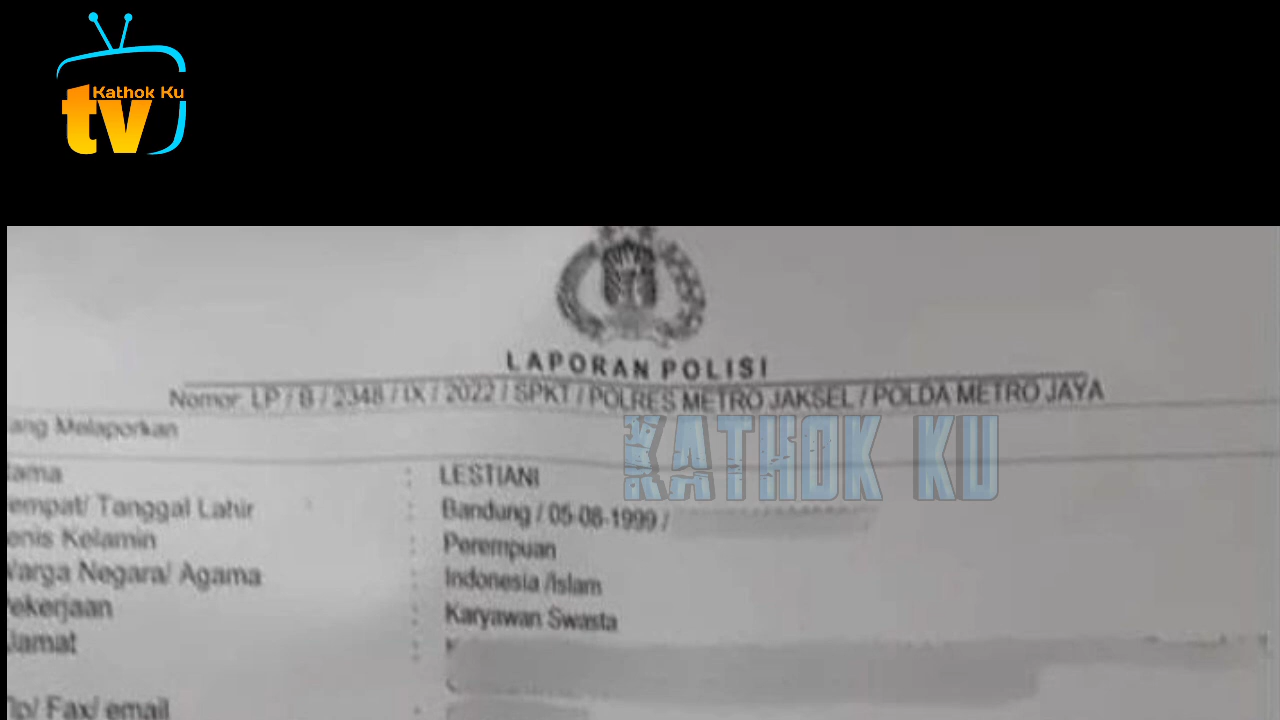 Kathok Ku
tv
LAPORAN POLISI
Nomor: LP / B / 2348 / IX / 2022 / SPKT / POLRES METRO JAKSEL / POLDA METRO JAYA
ang Melaporkan
KATHOK KU
ama : LESTIANI
empat/ Tanggal Lahir : Bandung / 05-08-1999 /
enis Kelamin : Perempuan
Warga Negara/ Agama : Indonesia /Islam
ekerjaan : Karyawan Swasta
lamat :
lp/ Fax/ email :